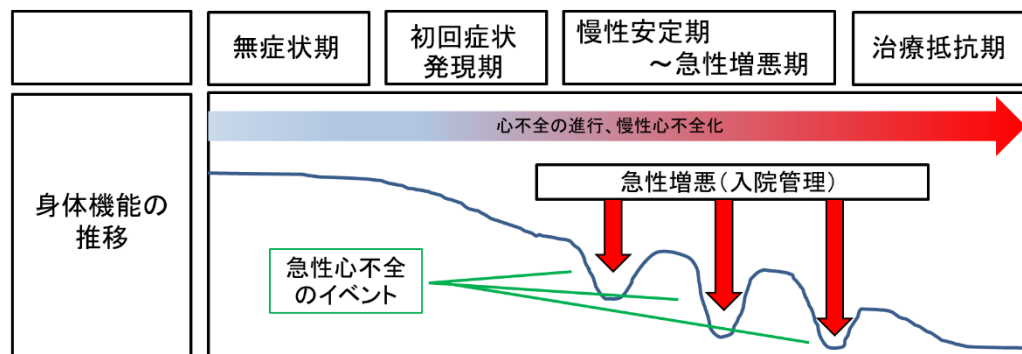 無症状期
初回症状
発現期
慢性安定期
～急性増悪期
治療抵抗期
心不全の進行、慢性心不全化
身体機能の
推移
急性増悪（入院管理）
急性心不全
のイベント